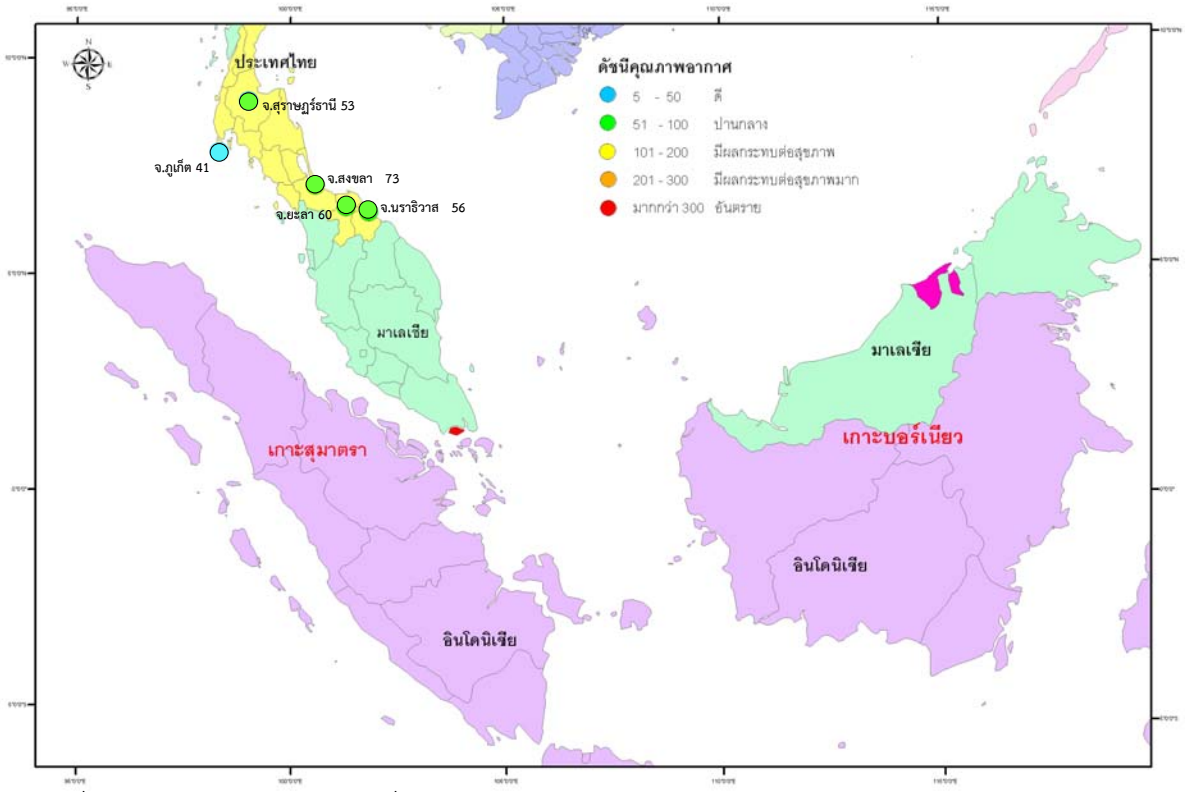 N
W E
S
ประเทศไทย
จ.สุราษฎร์ธานี 53
จ.ภูเก็ต 41
จ.สงขลา 73
จ.ยะลา 60
จ.นราธิวาส 56
ดัชนีคุณภาพอากาศ
5 - 50 ดี
51 - 100 ปานกลาง
101 - 200 มีผลกระทบต่อสุขภาพ
201 - 300 มีผลกระทบต่อสุขภาพมาก
มากกว่า 300 อันตราย
มาเลเซีย
มาเลเซีย
เกาะสุมาตรา
เกาะบอร์เนียว
อินโดนิเซีย
อินโดนิเซีย